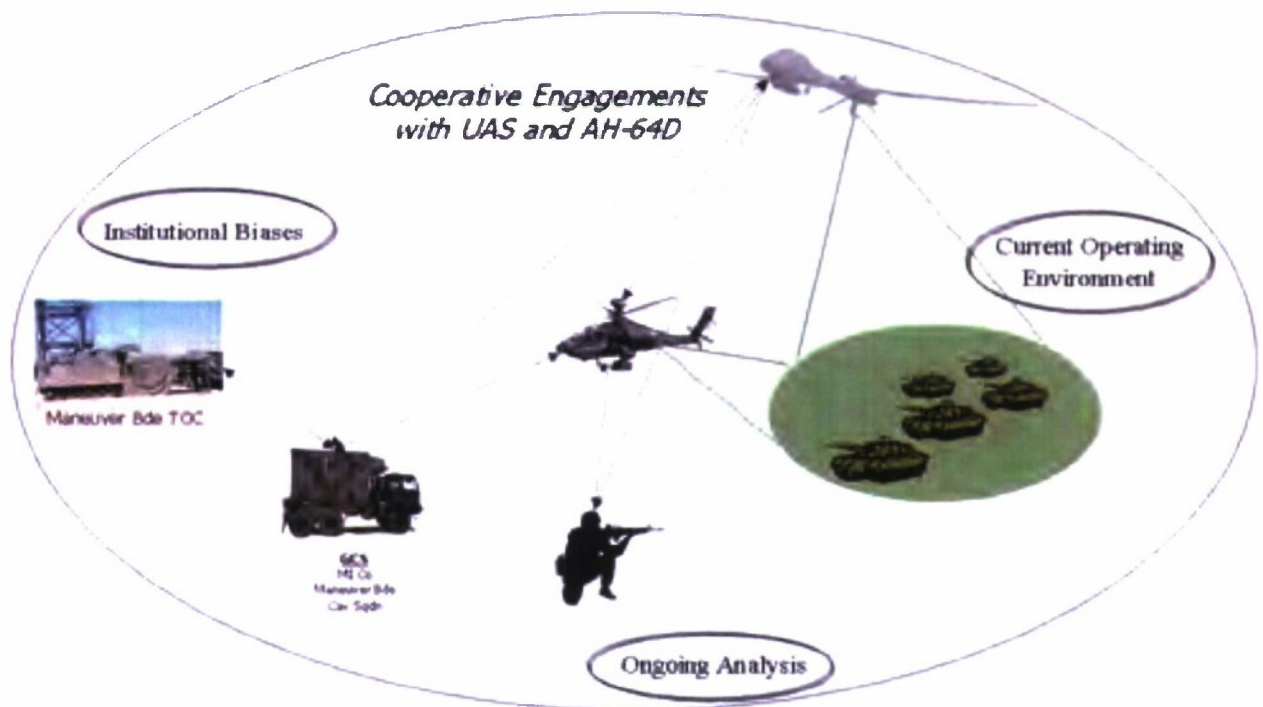 Cooperative Engagements
with UAS and AH-64D
Institutional Biases
Current Operating
Environment
Maneuver Bde TOC
GCS
MI Co
Maneuver Bde
Cav Sqdn
Ongoing Analysis